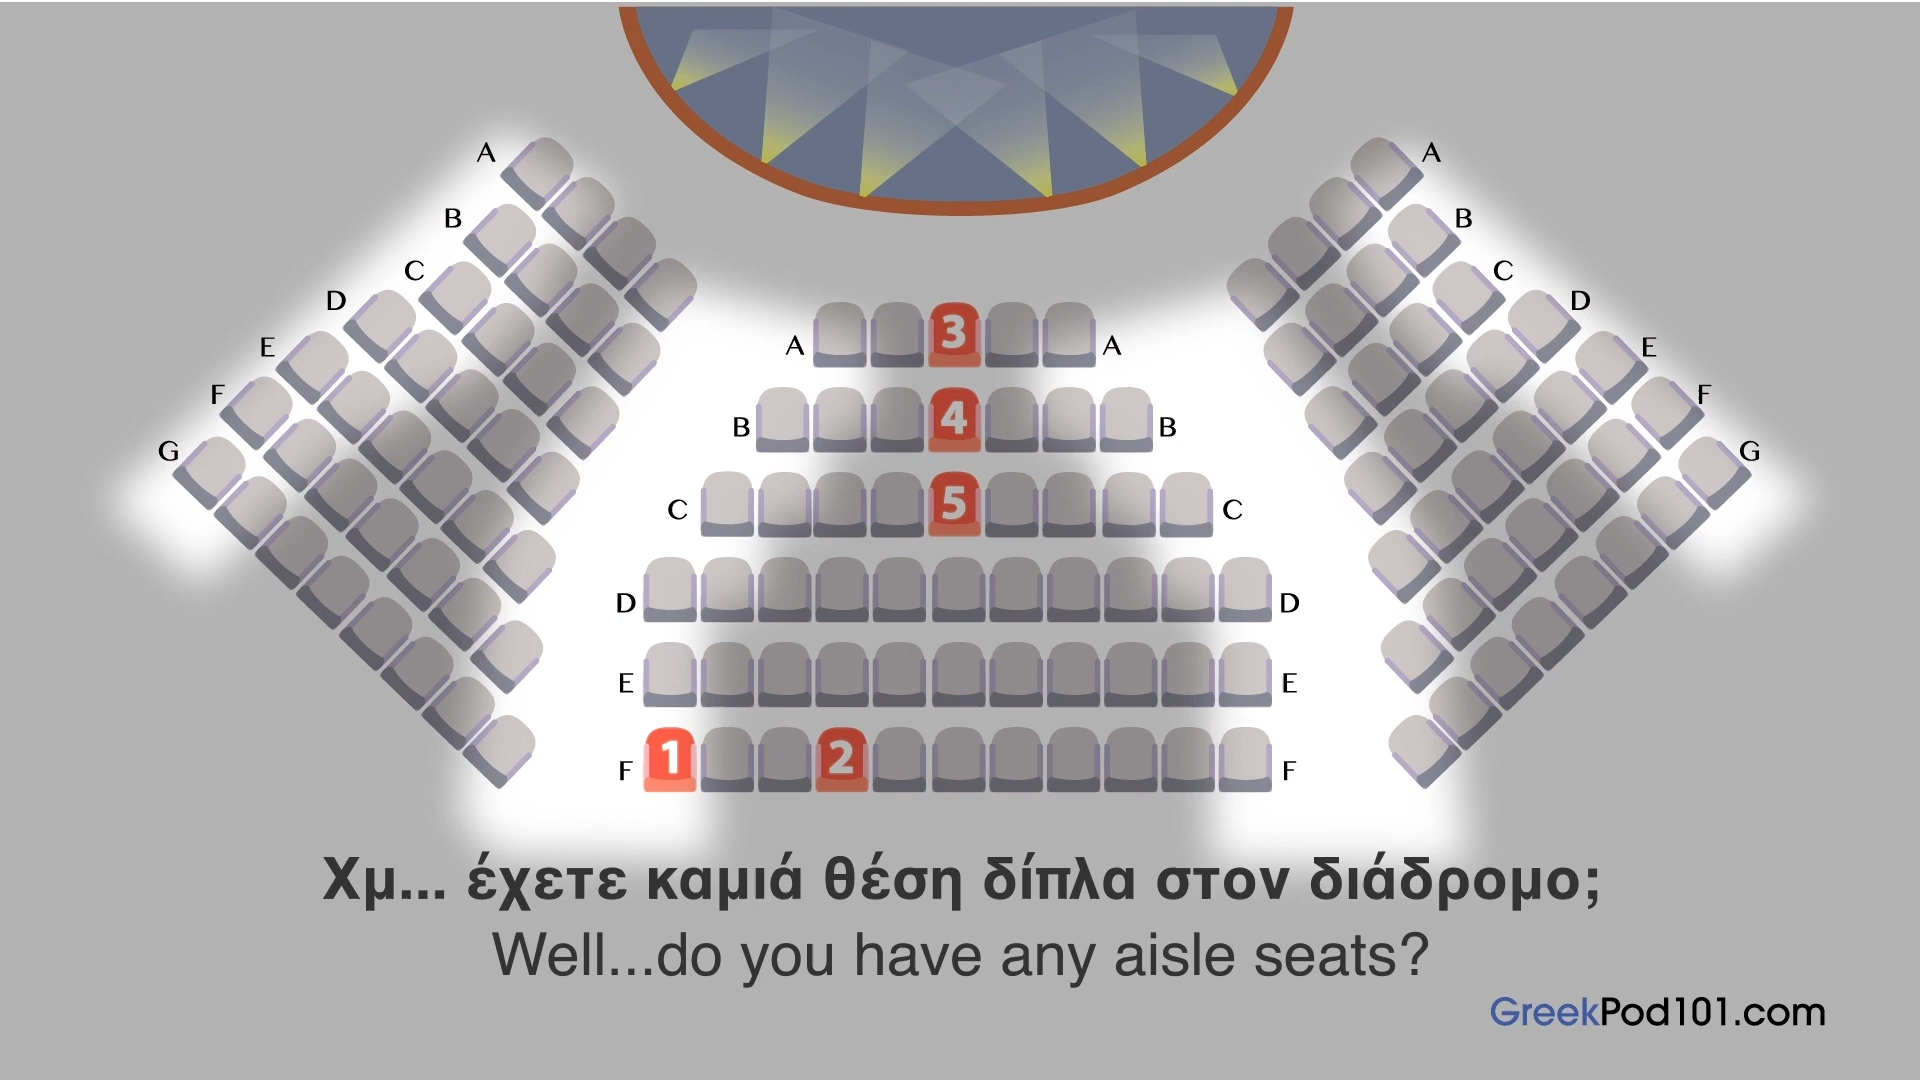 A
A
B
B
C
C
D
D
E
E
F
F
G
G
A 3 A
B 4 B
C 5 C
D D
E E
F 1 2 F
Χμ... έχετε καμιά θέση δίπλα στον διάδρομο;
Well...do you have any aisle seats?
GreekPod101.com